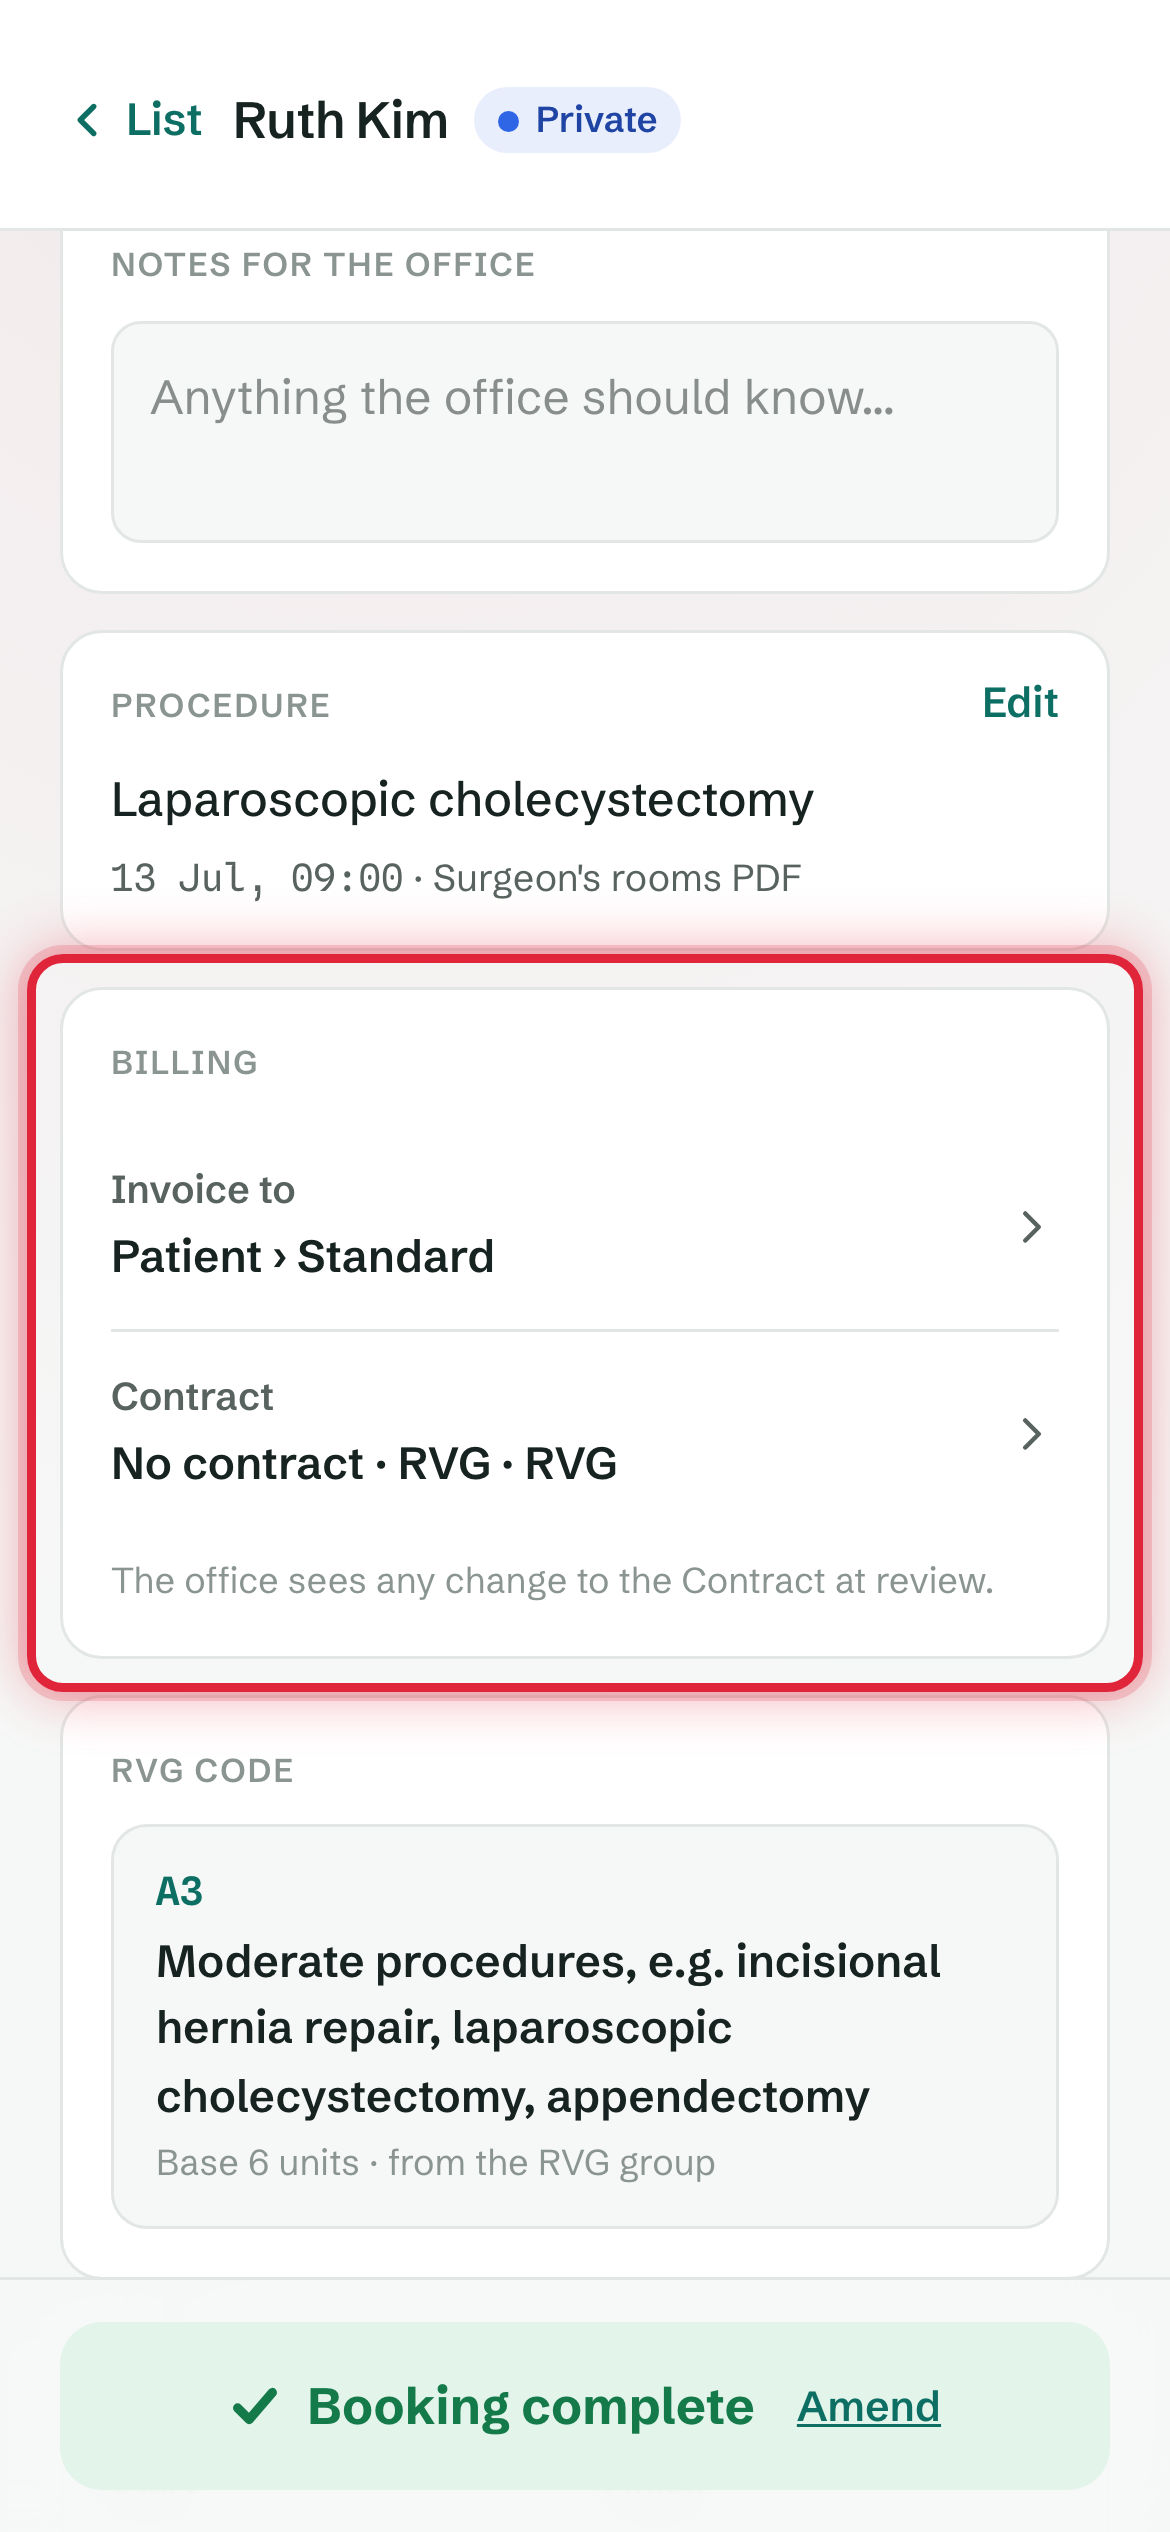 List Ruth Kim Private
NOTES FOR THE OFFICE
Anything the office should know...
PROCEDURE Edit
Laparoscopic cholecystectomy
13 Jul, 09:00 · Surgeon's rooms PDF
BILLING
Invoice to
Patient › Standard
Contract
No contract · RVG · RVG
The office sees any change to the Contract at review.
RVG CODE
A3
Moderate procedures, e.g. incisional
hernia repair, laparoscopic
cholecystectomy, appendectomy
Base 6 units · from the RVG group
Booking complete Amend